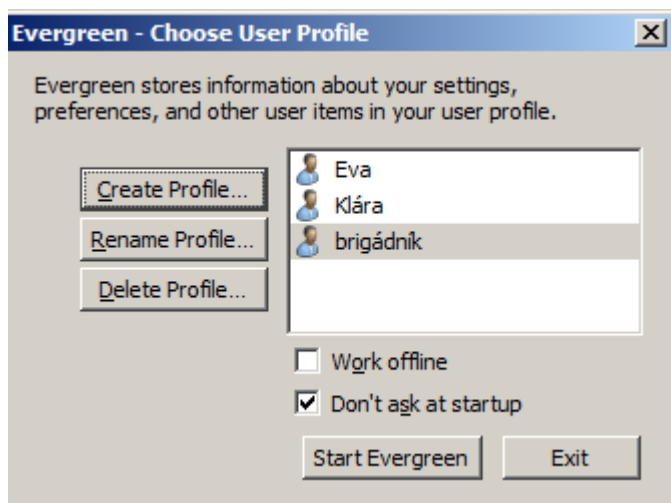 Evergreen - Choose User Profile
Evergreen stores information about your settings,
preferences, and other user items in your user profile.
Create Profile...
Rename Profile...
Delete Profile...
Eva
Klára
brigádník
Work offline
Don't ask at startup
Start Evergreen
Exit